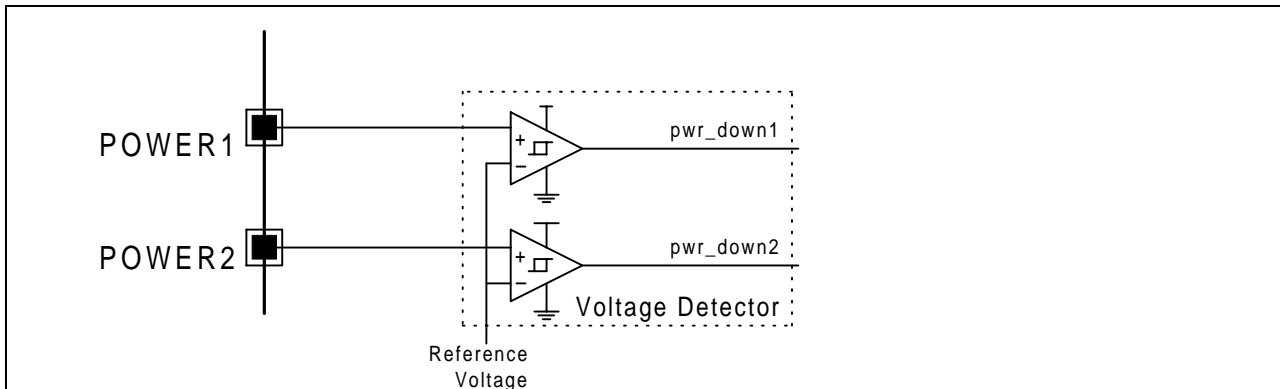 POWER1
pwr_down1
+
−
POWER2
pwr_down2
+
−
Voltage Detector
Reference
Voltage